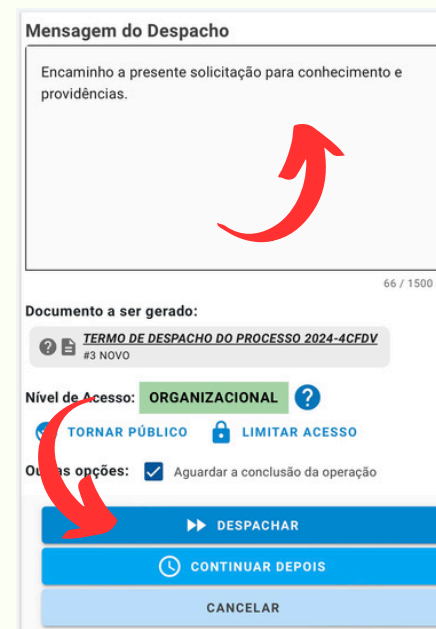 Mensagem do Despacho
Encaminho a presente solicitação para conhecimento e
providências.
66 / 1500
Documento a ser gerado:
TERMO DE DESPACHO DO PROCESSO 2024-4CFDV
#3 NOVO
Nível de Acesso: ORGANIZACIONAL ?
TORNAR PÚBLICO LIMITAR ACESSO
opções: Aguardar a conclusão da operação
DESPACHAR
CONTINUAR DEPOIS
CANCELAR